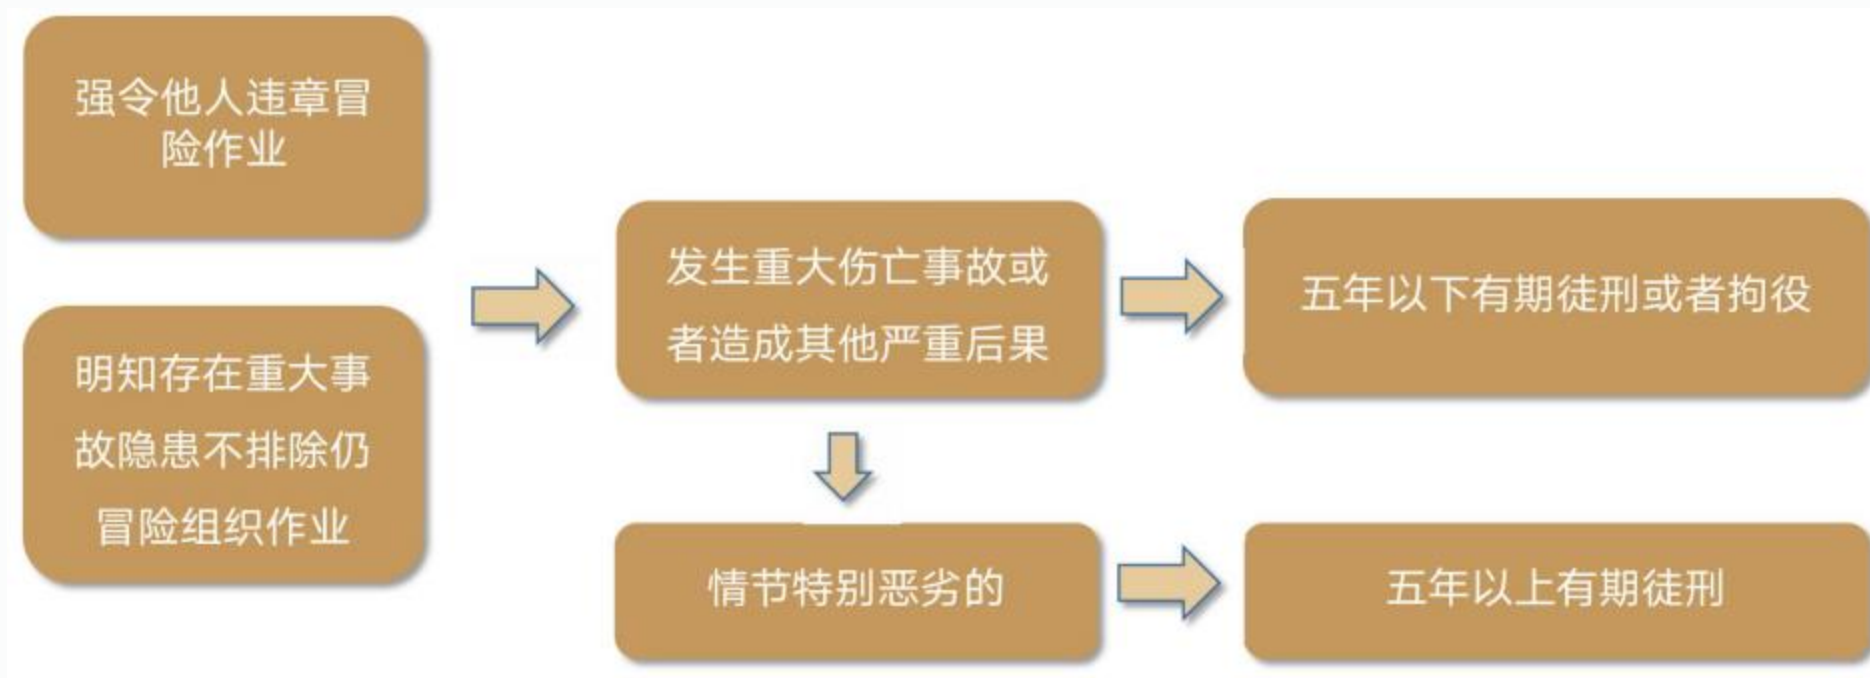 强令他人违章冒
险作业
明知存在重大事
故隐患不排除仍
冒险组织作业
发生重大伤亡事故或
者造成其他严重后果
五年以下有期徒刑或者拘役
情节特别恶劣的
五年以上有期徒刑